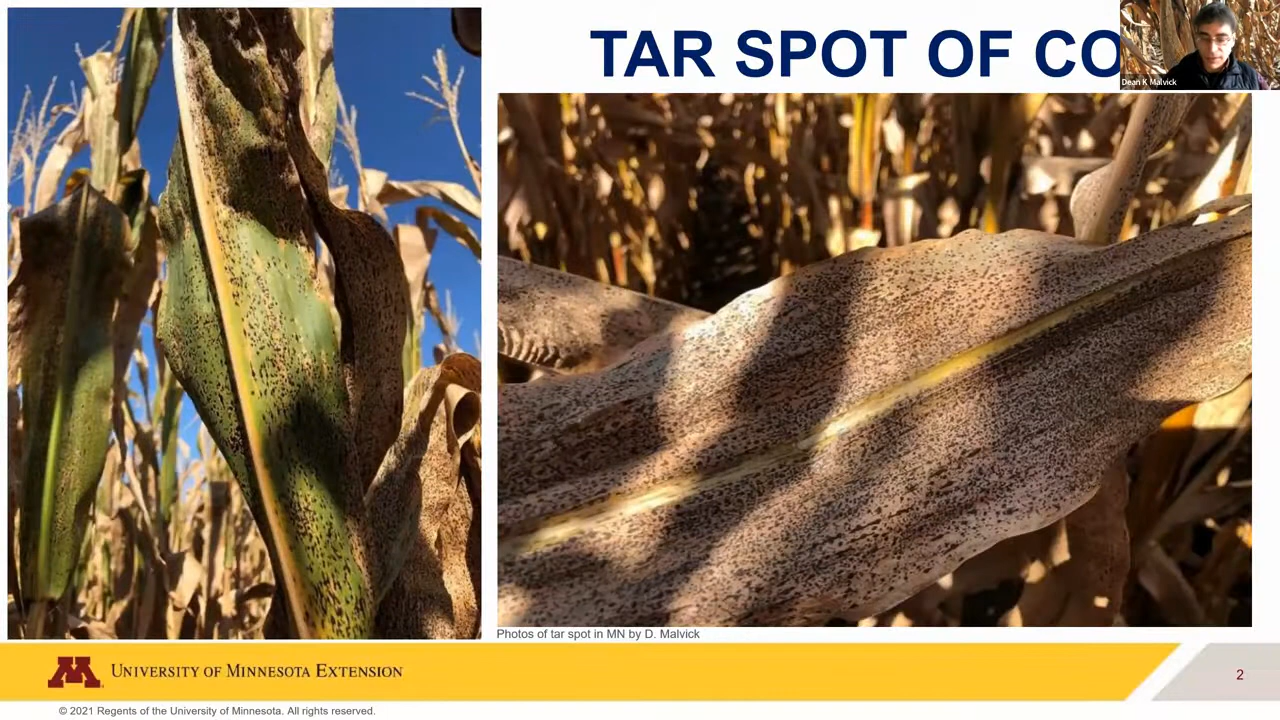 TAR SPOT OF CO
Dean K Malvick
Photos of tar spot in MN by D. Malvick
M
UNIVERSITY OF MINNESOTA EXTENSION
2
© 2021 Regents of the University of Minnesota. All rights reserved.